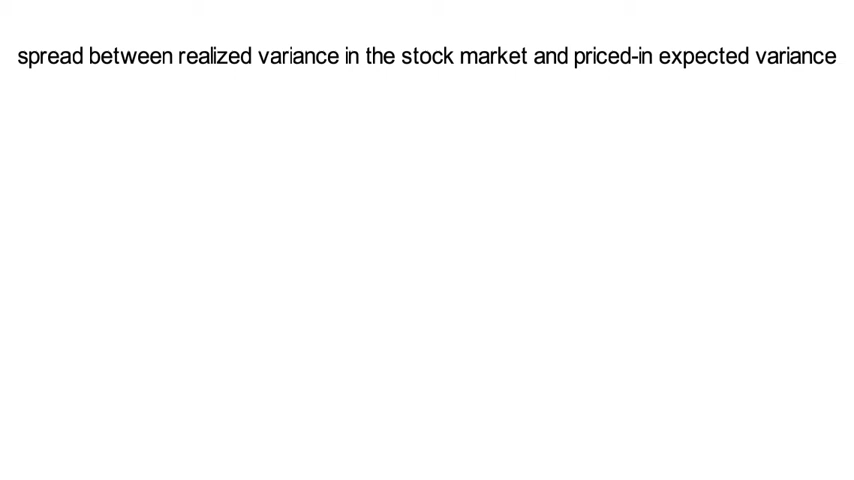 spread between realized variance in the stock market and priced-in expected variance